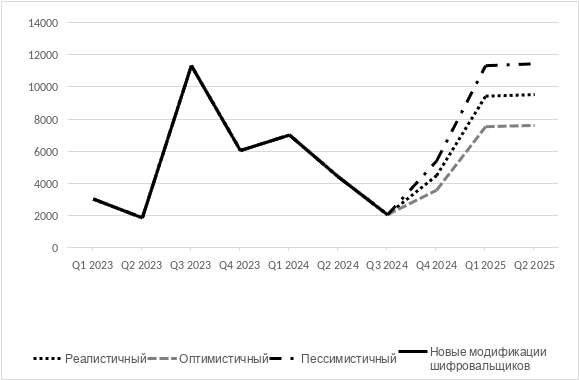 14000
12000
10000
8000
6000
4000
2000
0
Q1 2023 Q2 2023 Q3 2023 Q4 2023 Q1 2024 Q2 2024 Q3 2024 Q4 2024 Q1 2025 Q2 2025
Реалистичный Оптимистичный Пессимистичный Новые модификации
шифровальщиков